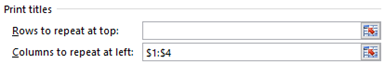 Print titles
Rows to repeat at top:
Columns to repeat at left: $1:$4